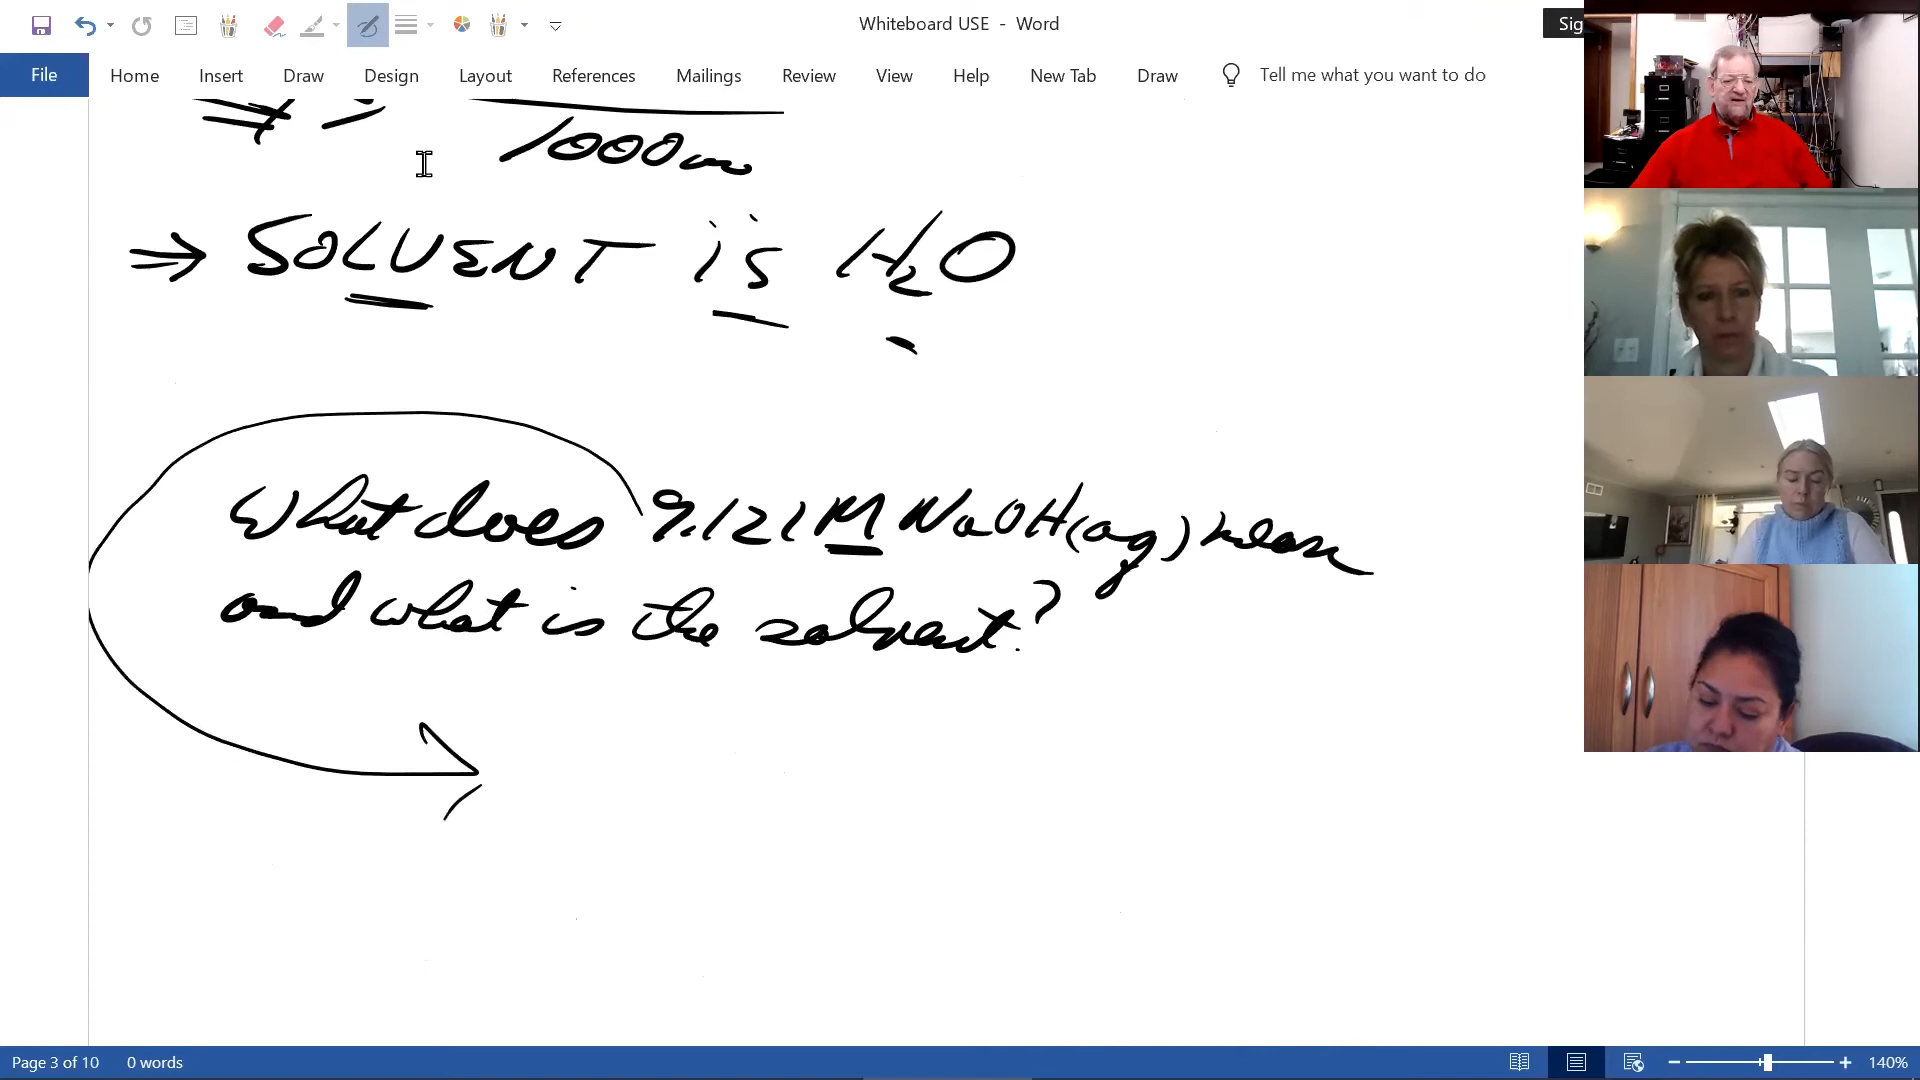 Whiteboard USE - Word
Sig
File Home Insert Draw Design Layout References Mailings Review View Help New Tab Draw Tell me what you want to do
1000
⇒ SOLVENT is H₂O
What does 9.121 M NaOH(aq) mean
and what is the solvent?
Page 3 of 10 0 words 140%